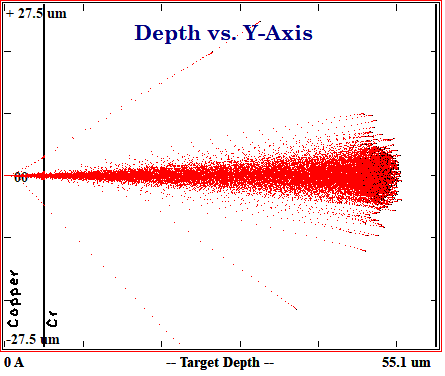 + 27.5 um
Depth vs. Y-Axis
00
Copper
Cr
-27.5 um
0 A
-- Target Depth --
55.1 um